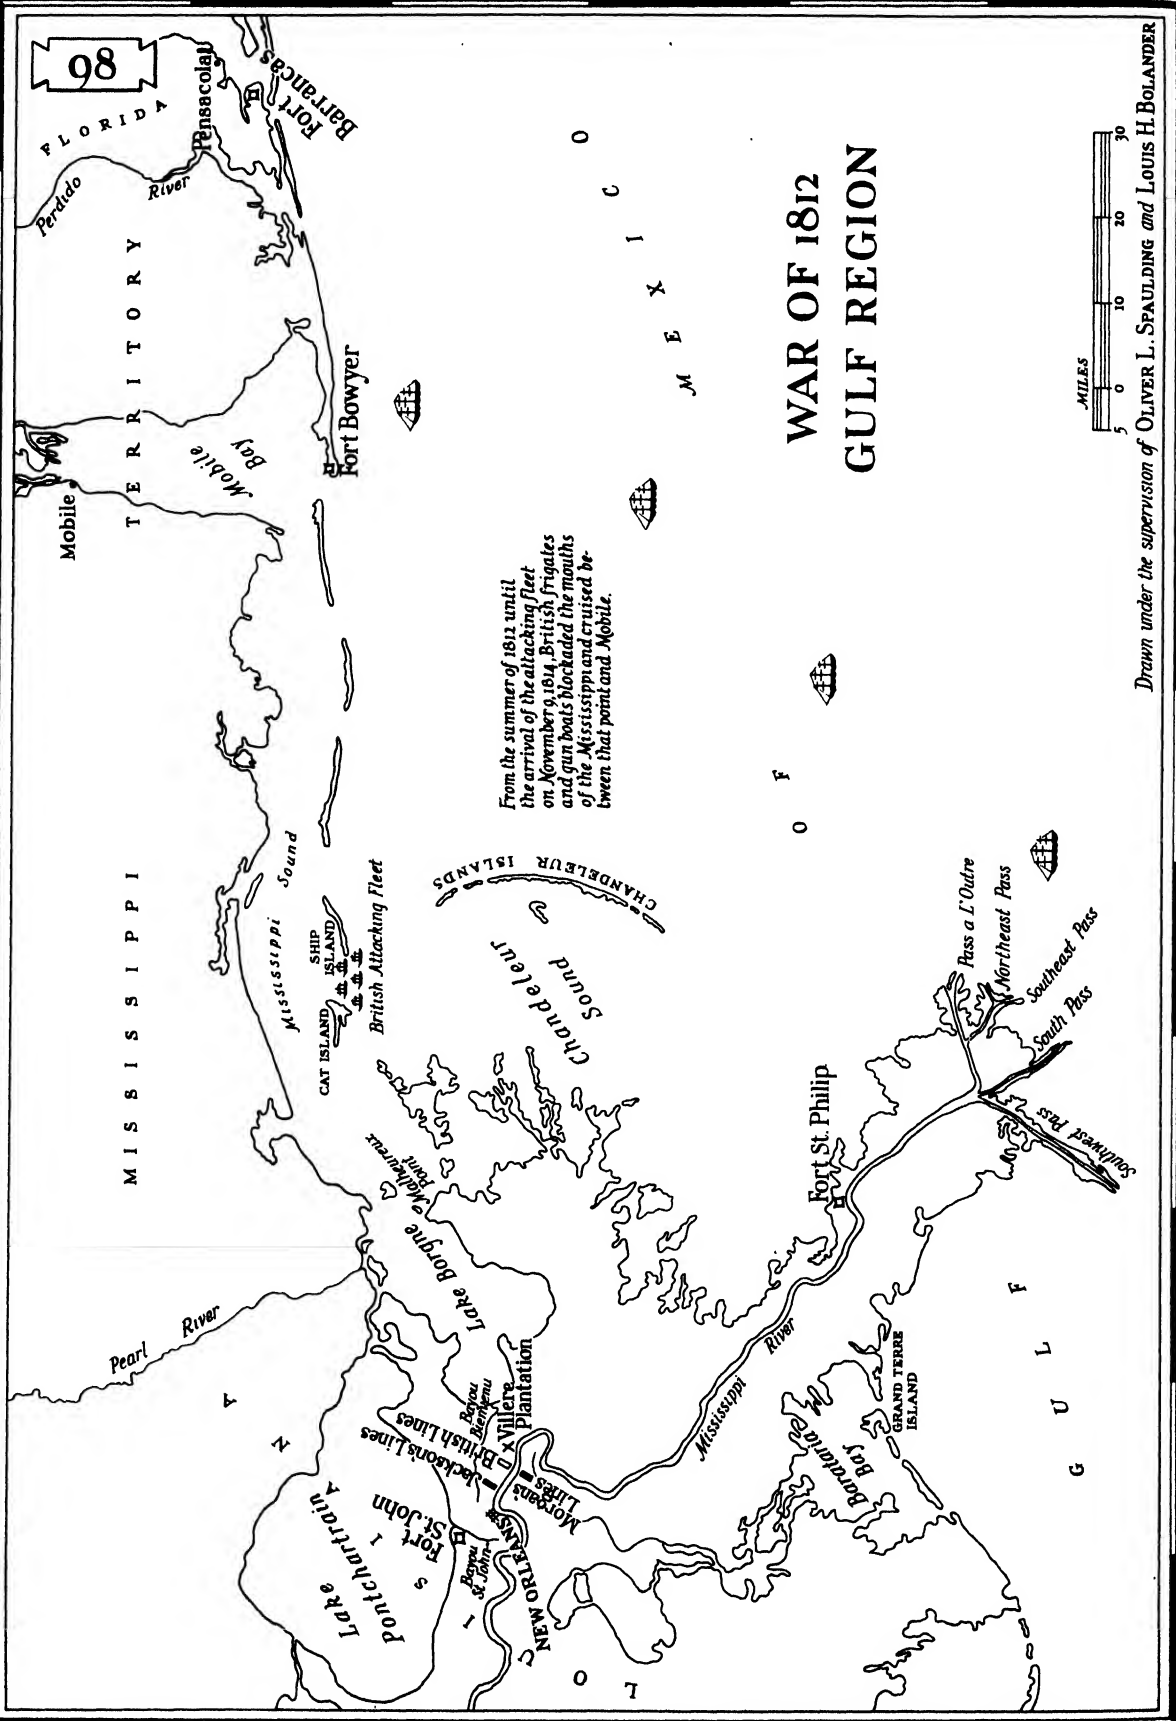 98
WAR OF 1812
GULF REGION
From the summer of 1812 until
the arrival of the attacking fleet
on November 9, 1814, British frigates
and gun boats blockaded the mouths
of the Mississippi and cruised be-
tween that point and Mobile.
MISSISSIPPI TERRITORY
FLORIDA
LOUISIANA
GULF OF MEXICO
Perdido
River
Pensacola
Fort
Barrancas
Mobile
Mobile
Bay
Fort Bowyer
Mississippi Sound
SHIP
ISLAND
CAT ISLAND
British Attacking Fleet
CHANDELEUR ISLANDS
Chandeleur
Sound
Malheureux
Point
Lake Borgne
Pearl River
Lake
Pontchartrain
Fort
St. John
Bayou
St. John
Jackson's Lines
British Lines
Bayou
Bienvenu
Villere
Plantation
Morgan's
Lines
NEW ORLEANS
Mississippi River
Fort St. Philip
Barataria
Bay
GRAND TERRE
ISLAND
Pass a L'Outre
Northeast Pass
Southeast Pass
South Pass
Southwest Pass
MILES
5 0 10 20 30
Drawn under the supervision of OLIVER L. SPAULDING and LOUIS H. BOLANDER